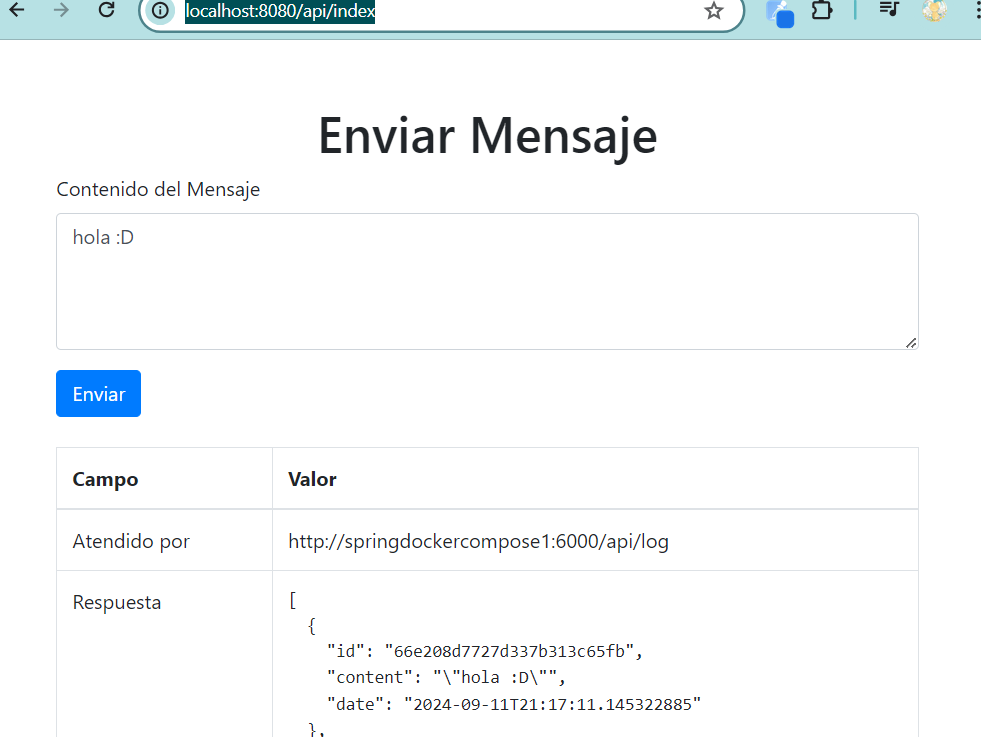 localhost:8080/api/index
Enviar Mensaje
Contenido del Mensaje
hola :D
Enviar
Campo Valor
Atendido por http://springdockercompose1:6000/api/log
Respuesta [
{
"id": "66e208d7727d337b313c65fb",
"content": "\"hola :D\"",
"date": "2024-09-11T21:17:11.145322885"
},